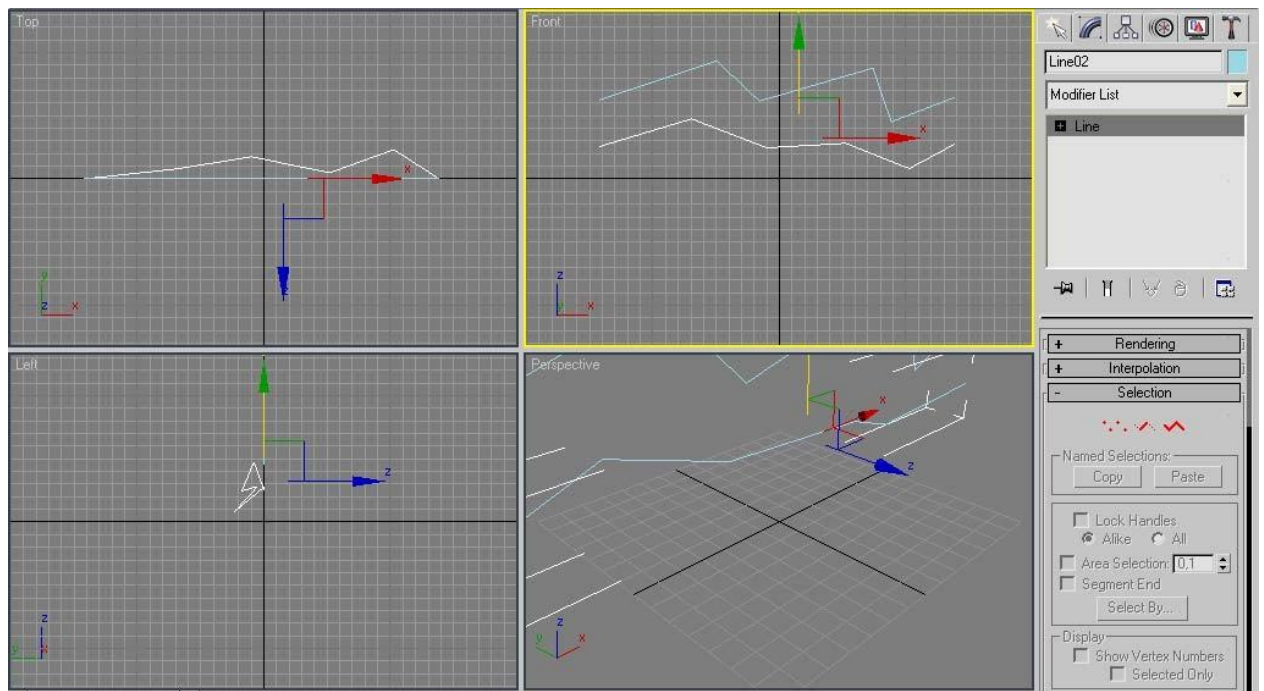 Top
Front
Left
Perspective
x
z
y
z
x
x
z
y
x
z
z
y
x
x
z
z
y
x
Line02
Modifier List
Line
+ Rendering
+ Interpolation
- Selection
Named Selections:
Copy Paste
Lock Handles
Alike All
Area Selection: 0,1
Segment End
Select By...
Display
Show Vertex Numbers
Selected Only